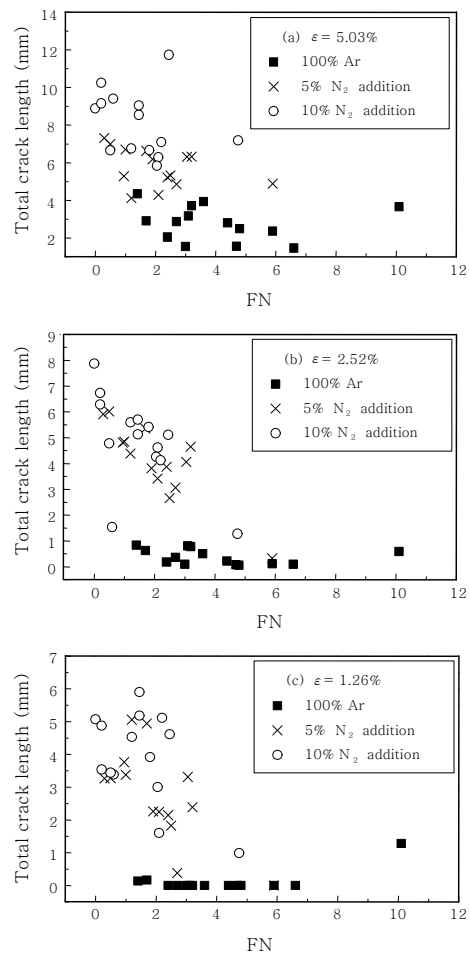 14
12
10
8
6
4
2
Total crack length (mm)
(a) ε = 5.03%
100% Ar
5% N₂ addition
10% N₂ addition
0 2 4 6 8 10 12
FN
9
8
7
6
5
4
3
2
1
0
Total crack length (mm)
(b) ε = 2.52%
100% Ar
5% N₂ addition
10% N₂ addition
0 2 4 6 8 10 12
FN
7
6
5
4
3
2
1
0
Total crack length (mm)
(c) ε = 1.26%
100% Ar
5% N₂ addition
10% N₂ addition
0 2 4 6 8 10 12
FN